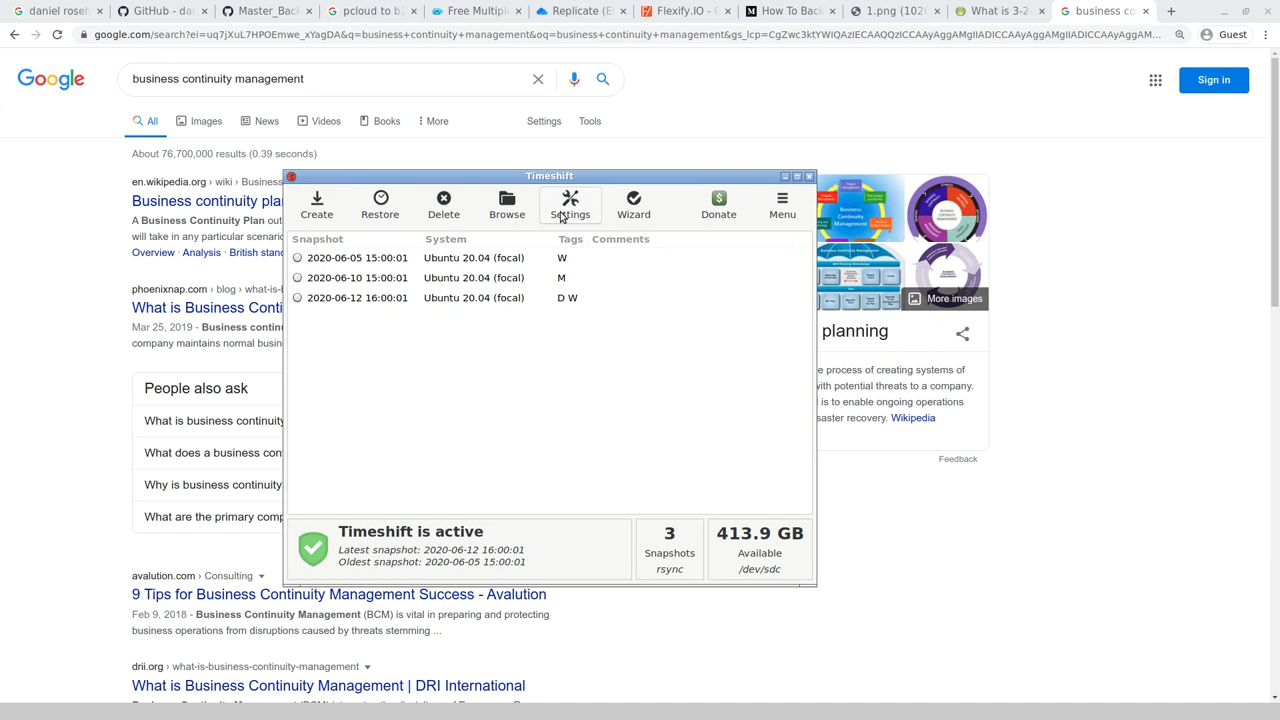 daniel roseh
GitHub - da
Master_Back
pcloud to b2
Free Multipl
Replicate (E
Flexify.IO -
How To Back
1.png (102
What is 3-2
business co
google.com/search?ei=uq7jXuL7HPOEmwe_xYagDA&q=business+continuity+management&oq=business+continuity+management&gs_lcp=CgZwc3ktYWIQAzIECAAQQzICCAAyAggAMgIIADICCAAyAggAMgIIADICCAAyAggAM...
Guest
Google
business continuity management
Sign in
All
Images
News
Videos
Books
More
Settings
Tools
About 76,700,000 results (0.39 seconds)
en.wikipedia.org › wiki › Business
Business continuity plan
A Business Continuity Plan out
will take in any particular scenario
Overview · Analysis · British stand
phoenixnap.com › blog › what-is-
What is Business Conti
Mar 25, 2019 - Business continu
company maintains normal busin
People also ask
What is business continuity
What does a business con
Why is business continuity
What are the primary comp
avalution.com › Consulting
9 Tips for Business Continuity Management Success - Avalution
Feb 9, 2018 - Business Continuity Management (BCM) is vital in preparing and protecting
business operations from disruptions caused by threats stemming ...
drii.org › what-is-business-continuity-management
What is Business Continuity Management | DRI International
Timeshift
Create
Restore
Delete
Browse
Settings
Wizard
Donate
Menu
Snapshot System Tags Comments
2020-06-05 15:00:01 Ubuntu 20.04 (focal) W
2020-06-10 15:00:01 Ubuntu 20.04 (focal) M
2020-06-12 16:00:01 Ubuntu 20.04 (focal) D W
Timeshift is active
Latest snapshot: 2020-06-12 16:00:01
Oldest snapshot: 2020-06-05 15:00:01
3
Snapshots
rsync
413.9 GB
Available
/dev/sdc
Business
Continuity
Management
More images
planning
e process of creating systems of
with potential threats to a company.
l is to enable ongoing operations
saster recovery. Wikipedia
Feedback